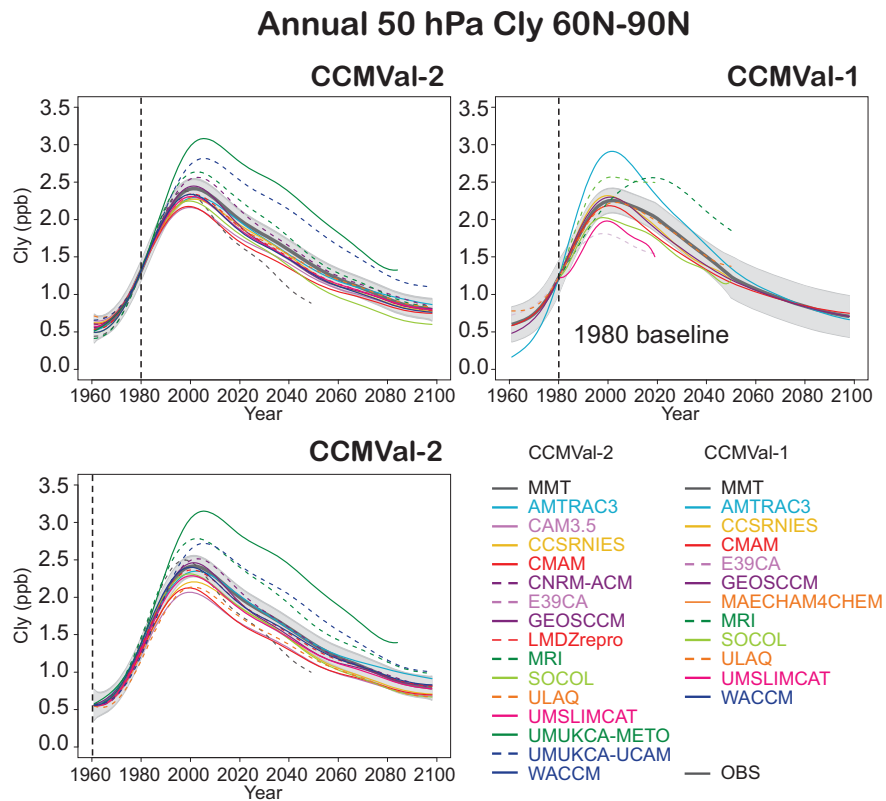 Annual 50 hPa Cly 60N-90N
CCMVal-2
CCMVal-1
Cly (ppb)
3.5
3.0
2.5
2.0
1.5
1.0
0.5
0.0
1960 1980 2000 2020 2040 2060 2080 2100
Year
3.5
3.0
2.5
2.0
1.5
1.0
0.5
0.0
1980 baseline
1960 1980 2000 2020 2040 2060 2080 2100
Year
CCMVal-2
Cly (ppb)
3.5
3.0
2.5
2.0
1.5
1.0
0.5
0.0
1960 1980 2000 2020 2040 2060 2080 2100
Year
CCMVal-2
MMT
AMTRAC3
CAM3.5
CCSRNIES
CMAM
CNRM-ACM
E39CA
GEOSCCM
LMDZrepro
MRI
SOCOL
ULAQ
UMSLIMCAT
UMUKCA-METO
UMUKCA-UCAM
WACCM
CCMVal-1
MMT
AMTRAC3
CCSRNIES
CMAM
E39CA
GEOSCCM
MAECHAM4CHEM
MRI
SOCOL
ULAQ
UMSLIMCAT
WACCM
OBS